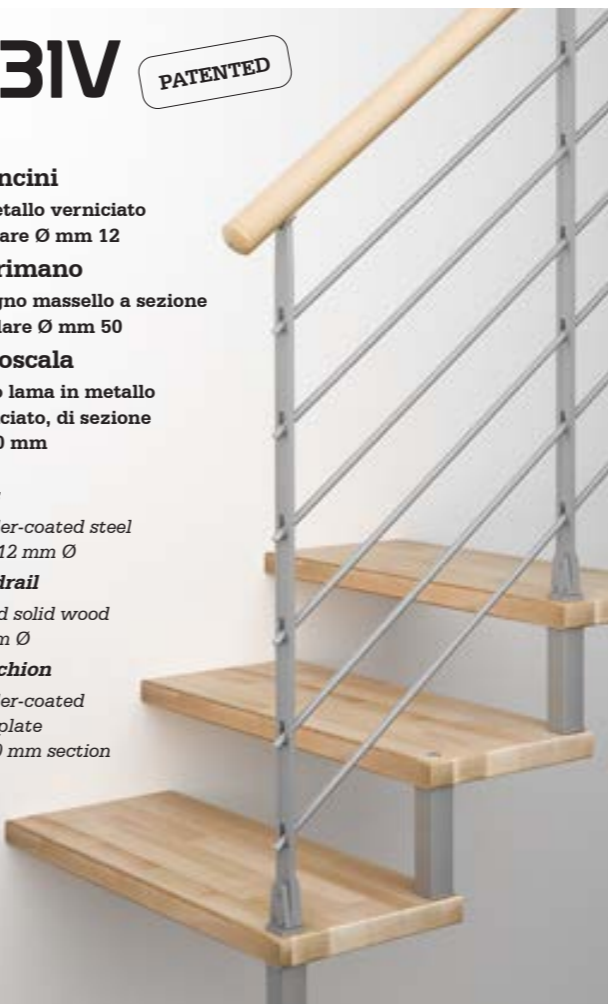 31V
PATENTED
ncini
etallo verniciato
are Ø mm 12
rimano
gno massello a sezione
lare Ø mm 50
oscala
o lama in metallo
ciato, di sezione
0 mm
er-coated steel
12 mm Ø
drail
d solid wood
m Ø
chion
er-coated
plate
0 mm section